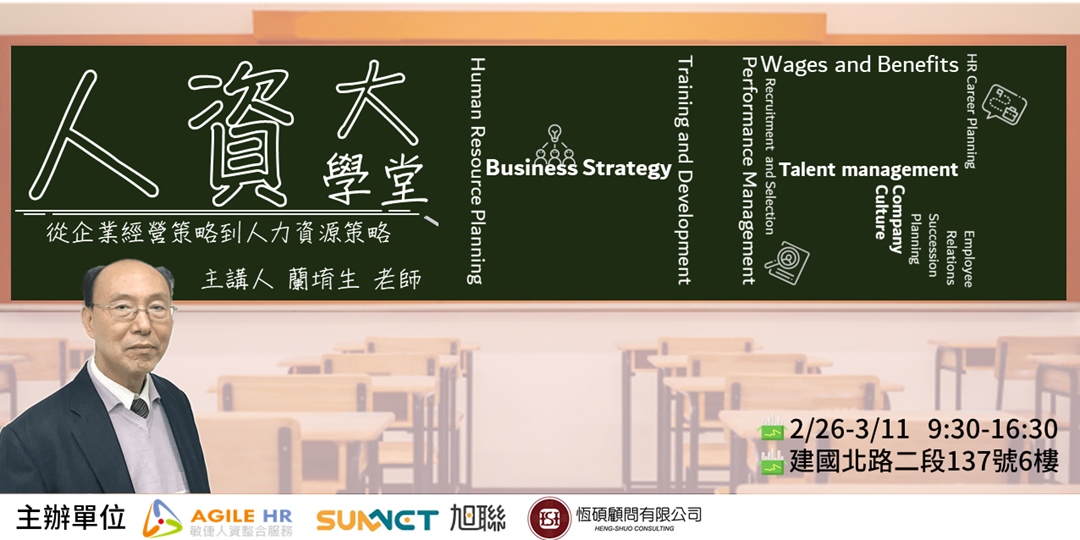 人資大學堂
從企業經營策略到人力資源策略
主講人 蘭堉生 老師
Human Resource Planning
Business Strategy
Training and Development
Performance Management
Wages and Benefits
Recruitment and Selection
Talent management
HR Career Planning
Company
Culture
Succession
Planning
Employee
Relations
2/26-3/11 9:30-16:30
建國北路二段137號6樓
主辦單位
AGILE HR
敏捷人資整合服務
SUNNET 旭聯
恆碩顧問有限公司
HENG-SHUO CONSULTING